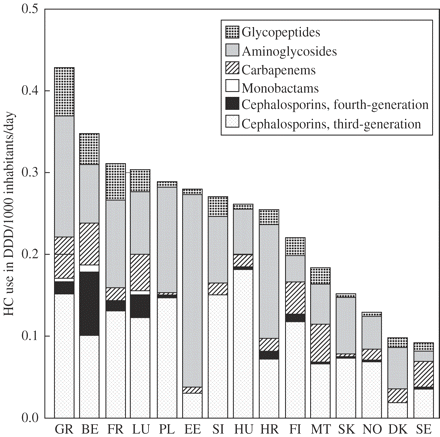 0.5
0.4
0.3
0.2
0.1
0.0
HC use in DDD/1000 inhabitants/day
Glycopeptides
Aminoglycosides
Carbapenems
Monobactams
Cephalosporins, fourth-generation
Cephalosporins, third-generation
GR BE FR LU PL EE SI HU HR FI MT SK NO DK SE